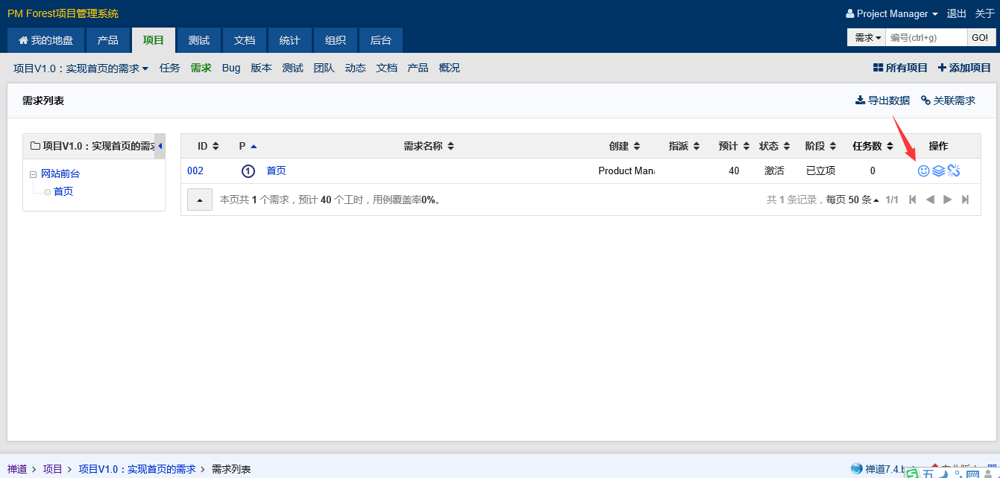 PM Forest项目管理系统
Project Manager 退出 关于
我的地盘 产品 项目 测试 文档 统计 组织 后台
需求 编号(ctrl+g) GO!
项目V1.0：实现首页的需求 任务 需求 Bug 版本 测试 团队 动态 文档 产品 概况
所有项目 添加项目
需求列表
导出数据 关联需求
项目V1.0：实现首页的需求
网站前台
首页
ID P 需求名称 创建 指派 预计 状态 阶段 任务数 操作
002 1 首页 Product Man 40 激活 已立项 0
本页共 1 个需求，预计 40 个工时，用例覆盖率0%。
共 1 条记录，每页 50 条 1/1
禅道 项目 项目V1.0：实现首页的需求 需求列表
禅道7.4.
五